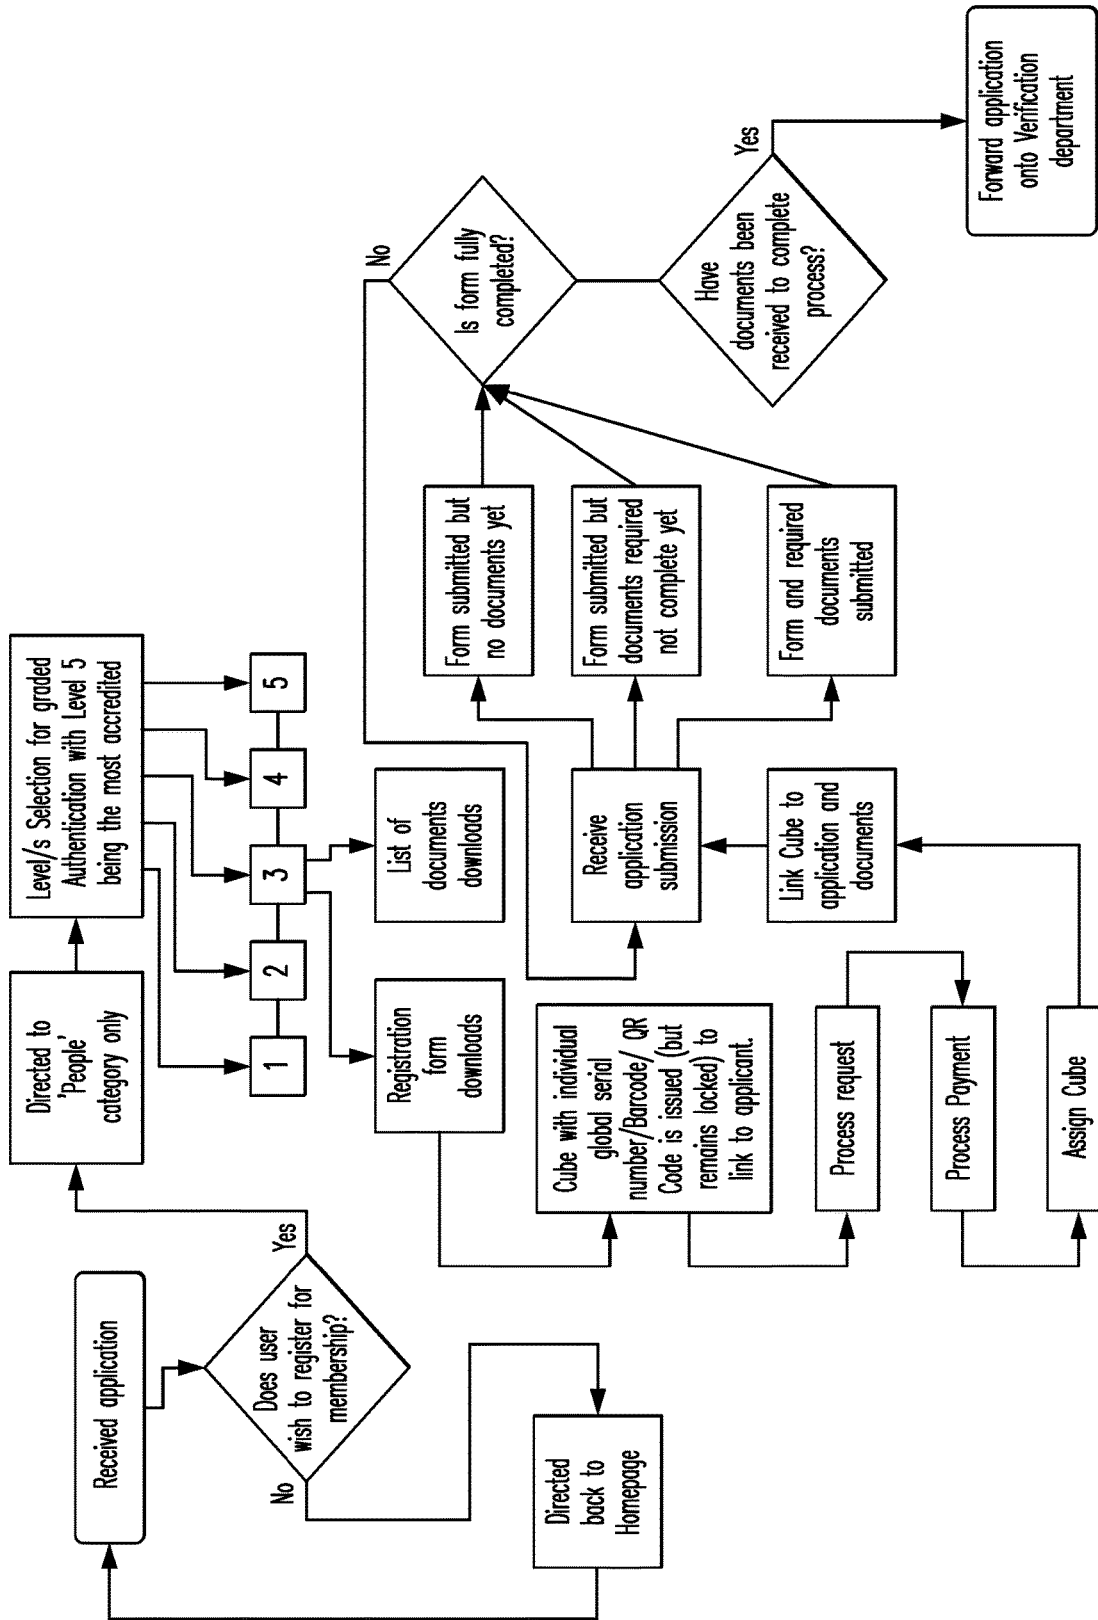 Received application
Does user
wish to register for
membership?
Yes
No
Directed
back to
Homepage
Directed to
'People'
category only
Level/s Selection for graded
Authentication with Level 5
being the most accredited
1
2
3
4
5
Registration
form
downloads
List of
documents
downloads
Cube with individual
global serial
number/Barcode/ QR
Code is issued (but
remains locked) to
link to applicant.
Process request
Process Payment
Assign Cube
Link Cube to
application and
documents
Receive
application
submission
Form submitted but
no documents yet
Form submitted but
documents required
not complete yet
Form and required
documents
submitted
Is form fully
completed?
No
Have
documents been
received to complete
process?
Yes
Forward application
onto Verification
department